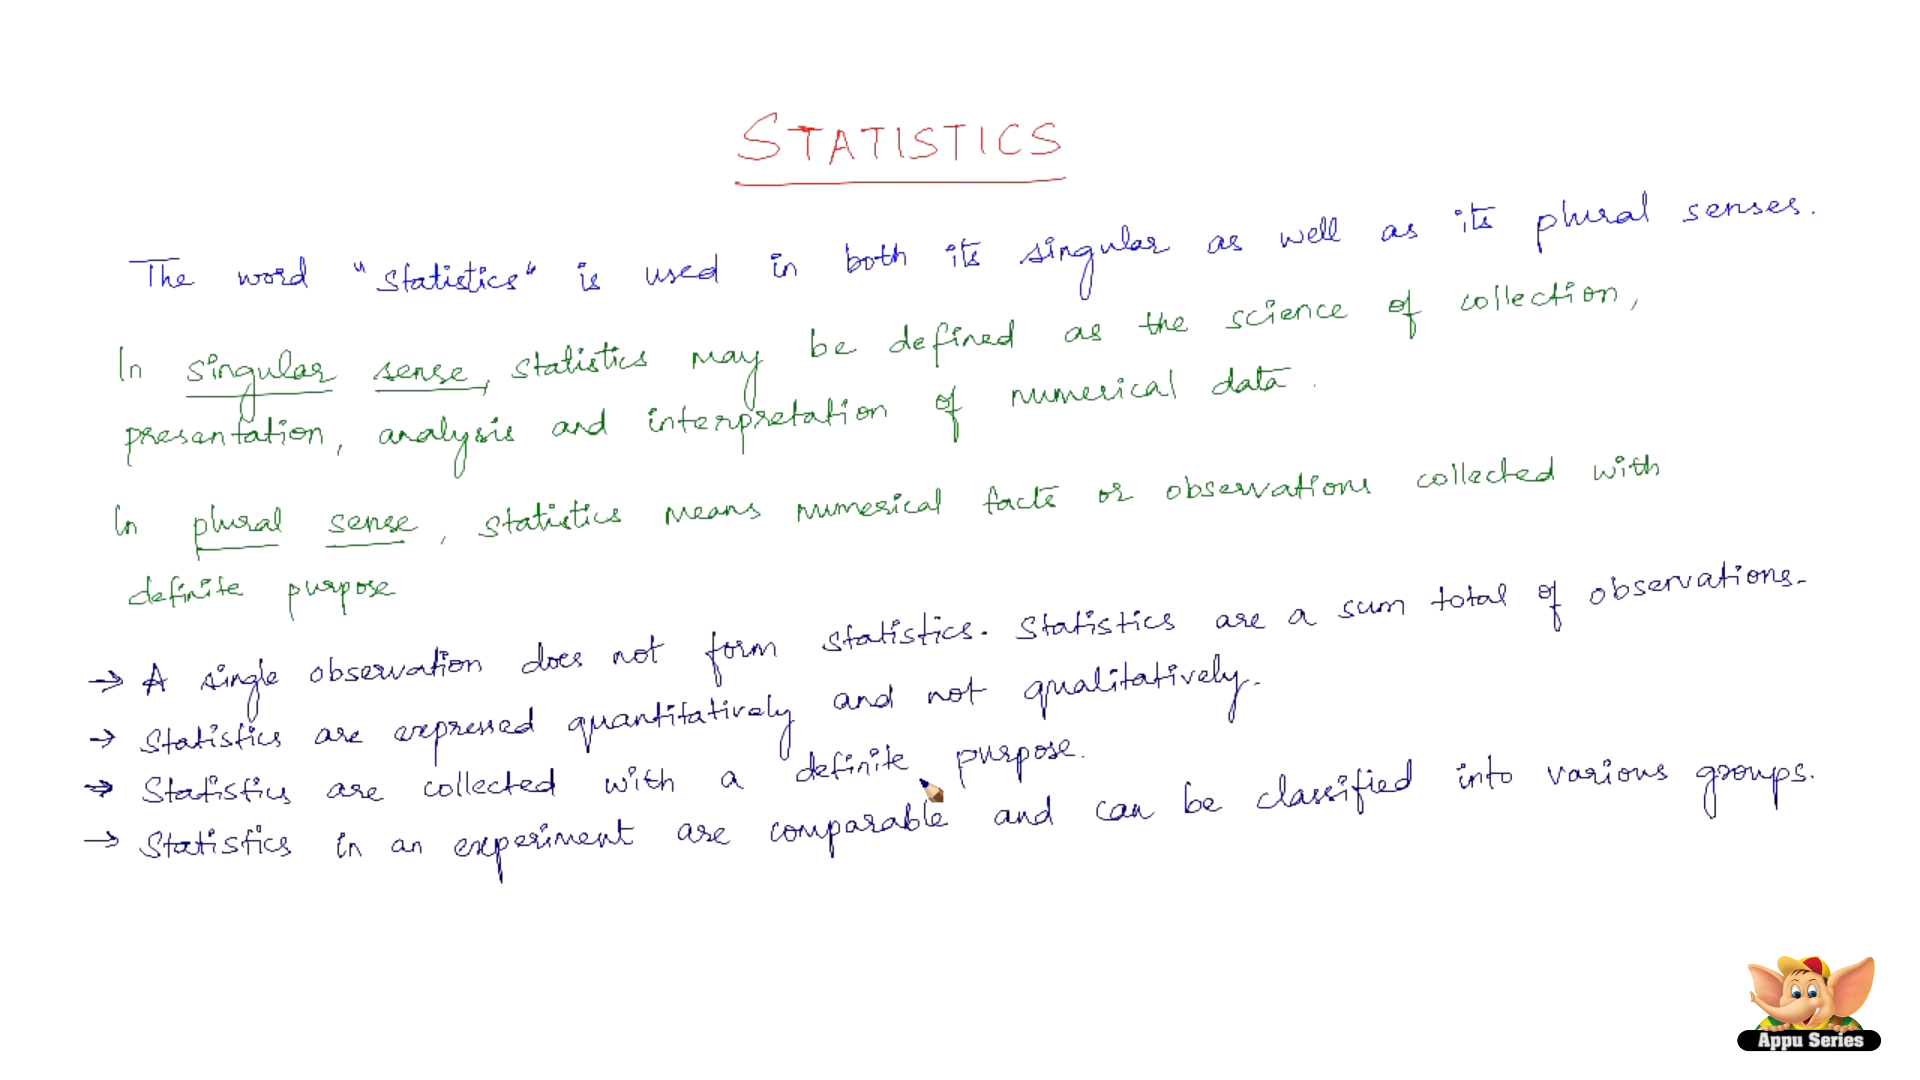 STATISTICS
The word "Statistics" is used in both its singular as well as its plural senses.
In singular sense, statistics may be defined as the science of collection,
presentation, analysis and interpretation of numerical data.
In plural sense, statistics means numerical facts or observations collected with
definite purpose
→ A single observation does not form statistics. Statistics are a sum total of observations.
→ Statistics are expressed quantitatively and not qualitatively.
→ Statistics are collected with a definite purpose.
→ Statistics in an experiment are comparable and can be classified into various groups.
Appu Series